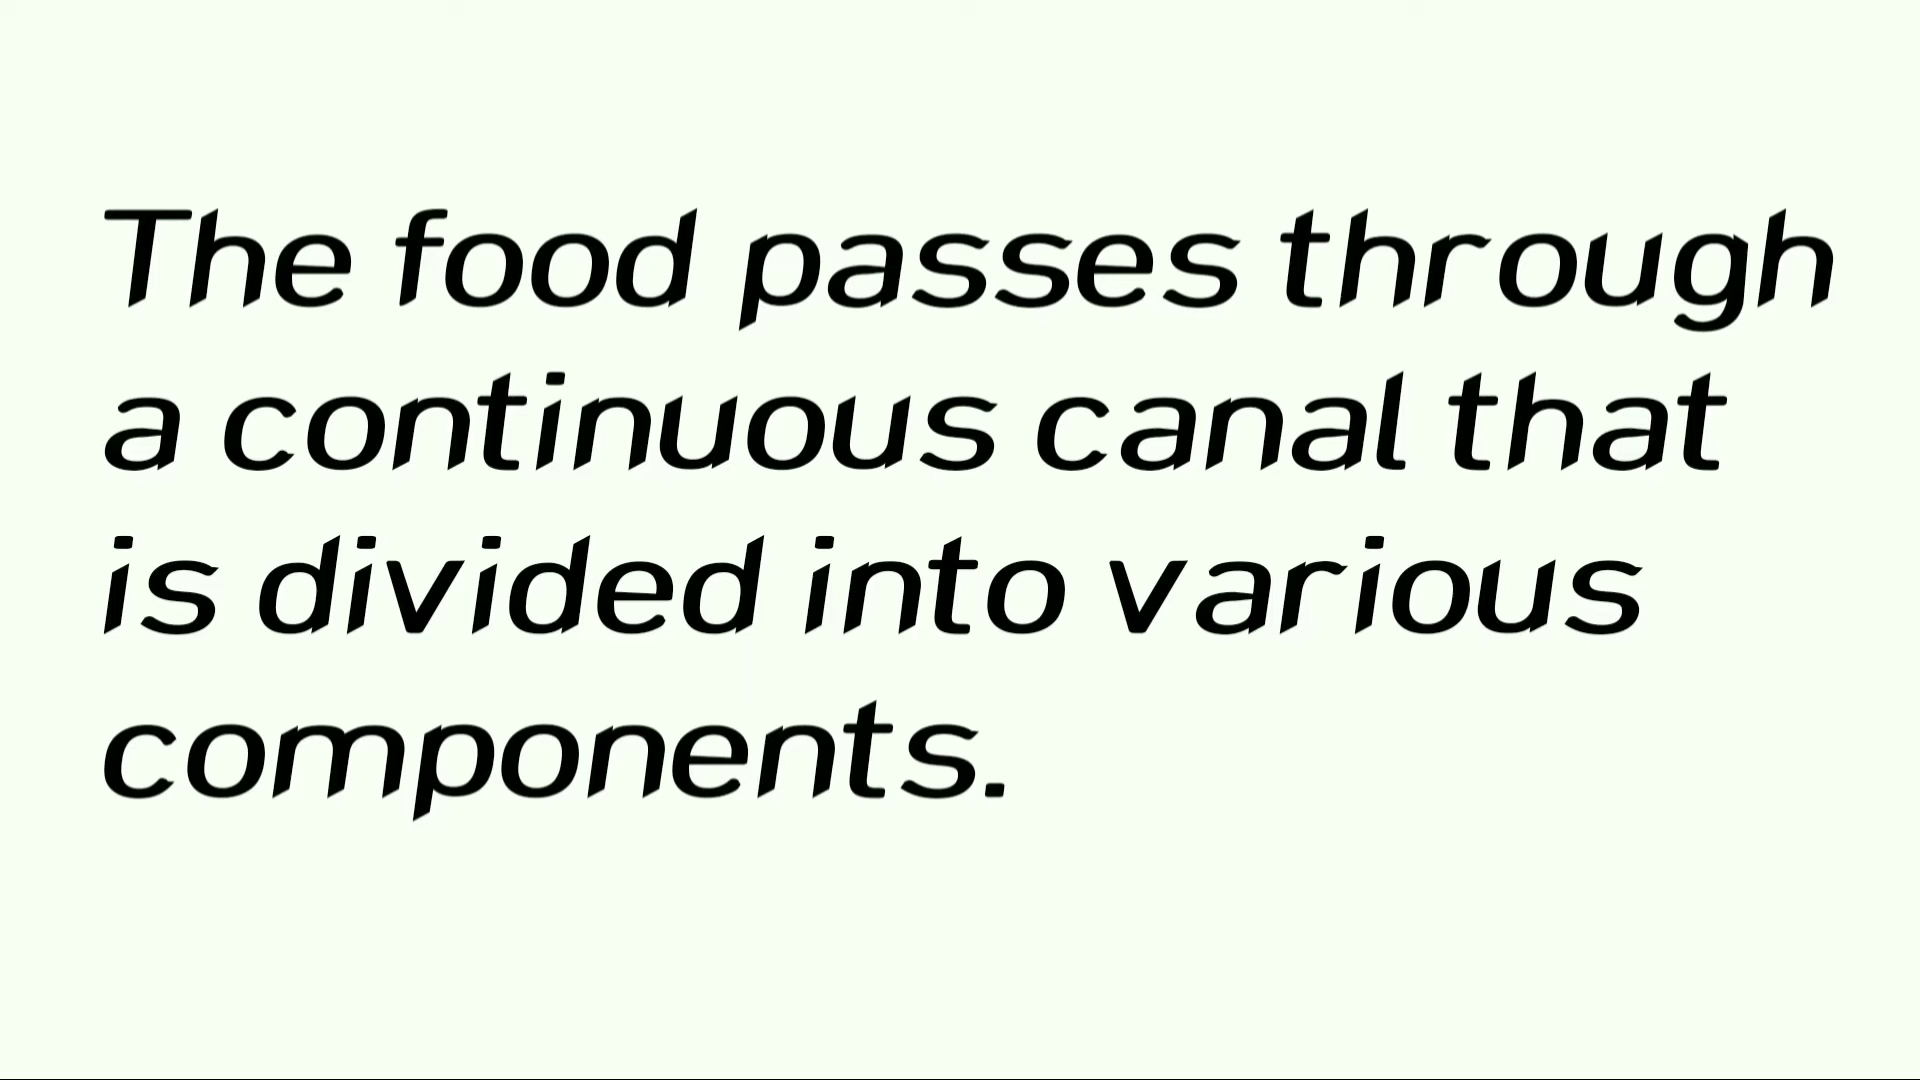 The food passes through
a continuous canal that
is divided into various
components.